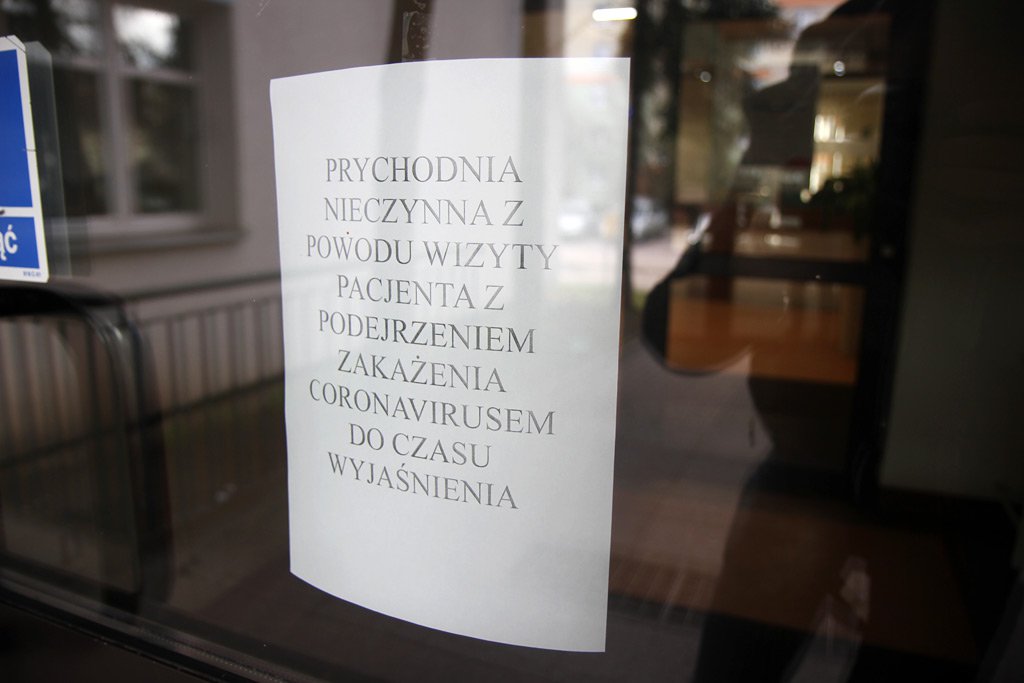 PRYCHODNIA
NIECZYNNA Z
POWODU WIZYTY
PACJENTA Z
PODEJRZENIEM
ZAKAŻENIA
CORONAVIRUSEM
DO CZASU
WYJAŚNIENIA